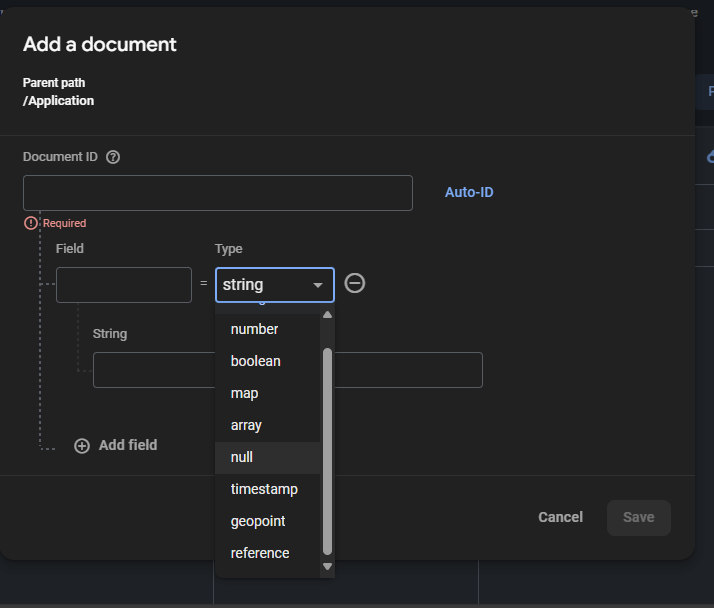 Add a document
Parent path
/Application
Document ID
Auto-ID
Required
Field
Type
=
string
number
String
boolean
map
array
Add field
null
timestamp
Cancel
Save
geopoint
reference